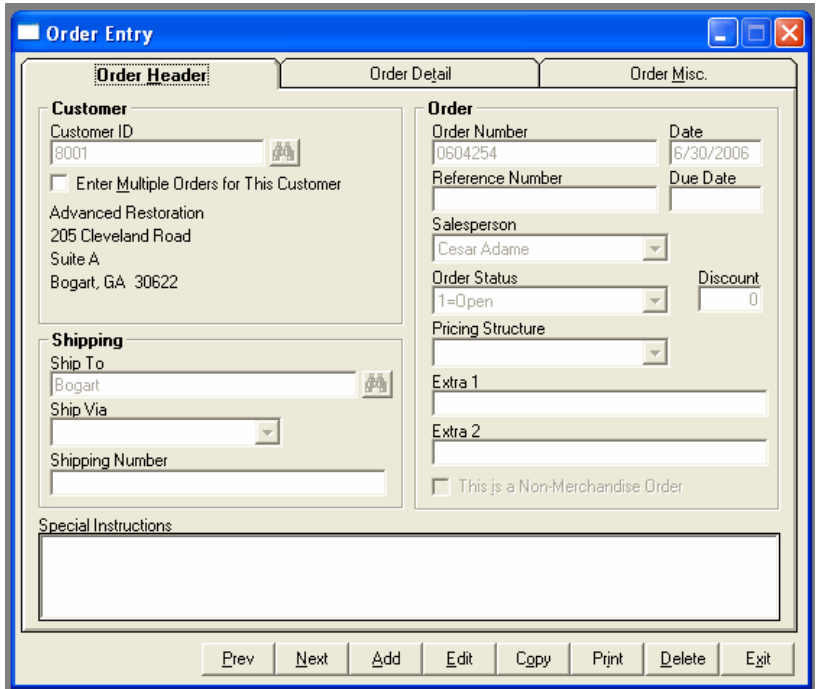 Order Entry
Order Header
Order Detail
Order Misc.
Customer
Customer ID
8001
Enter Multiple Orders for This Customer
Advanced Restoration
205 Cleveland Road
Suite A
Bogart, GA 30622
Shipping
Ship To
Bogart
Ship Via
Shipping Number
Order
Order Number
Date
0604254
6/30/2006
Reference Number
Due Date
Salesperson
Cesar Adame
Order Status
Discount
1=Open
0
Pricing Structure
Extra 1
Extra 2
This is a Non-Merchandise Order
Special Instructions
Prev
Next
Add
Edit
Copy
Print
Delete
Exit